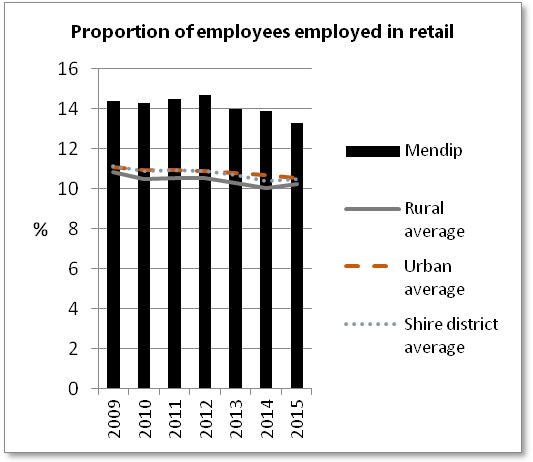 Proportion of employees employed in retail
16
14
12
10
8
6
4
2
0
%
2009
2010
2011
2012
2013
2014
2015
Mendip
Rural
average
Urban
average
Shire district
average